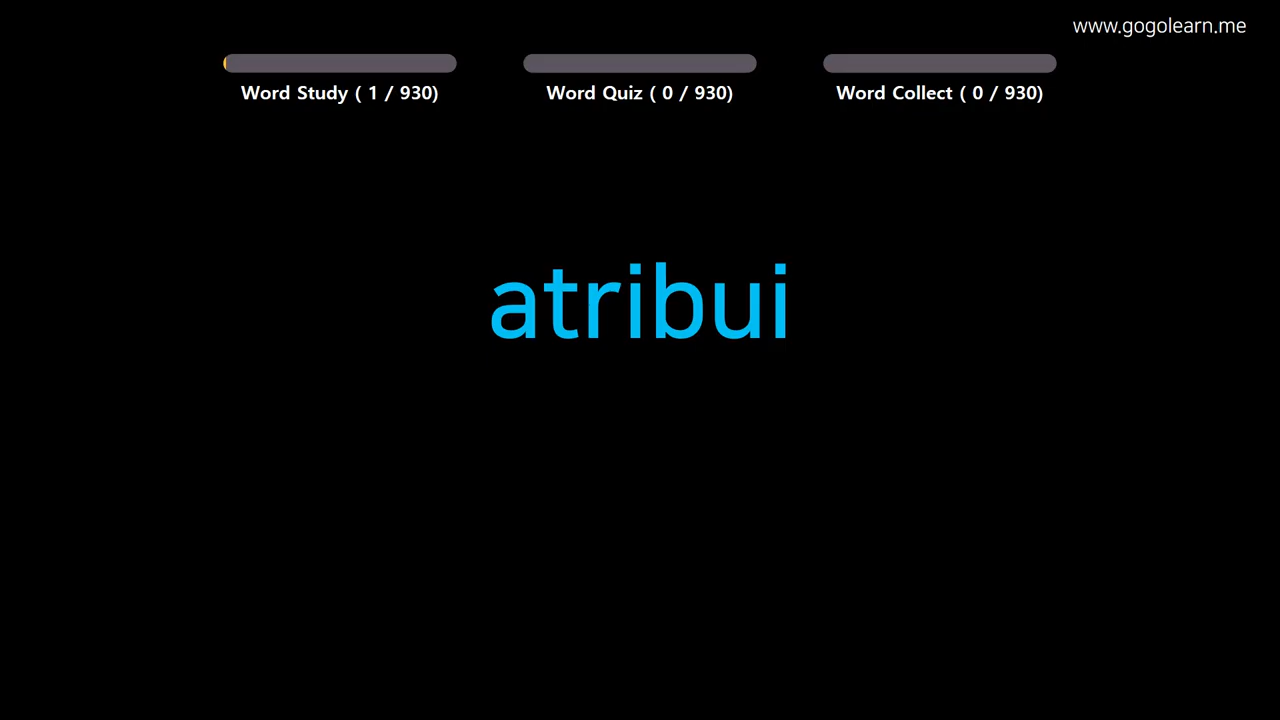 www.gogolearn.me
Word Study ( 1 / 930)
Word Quiz ( 0 / 930)
Word Collect ( 0 / 930)
atribui